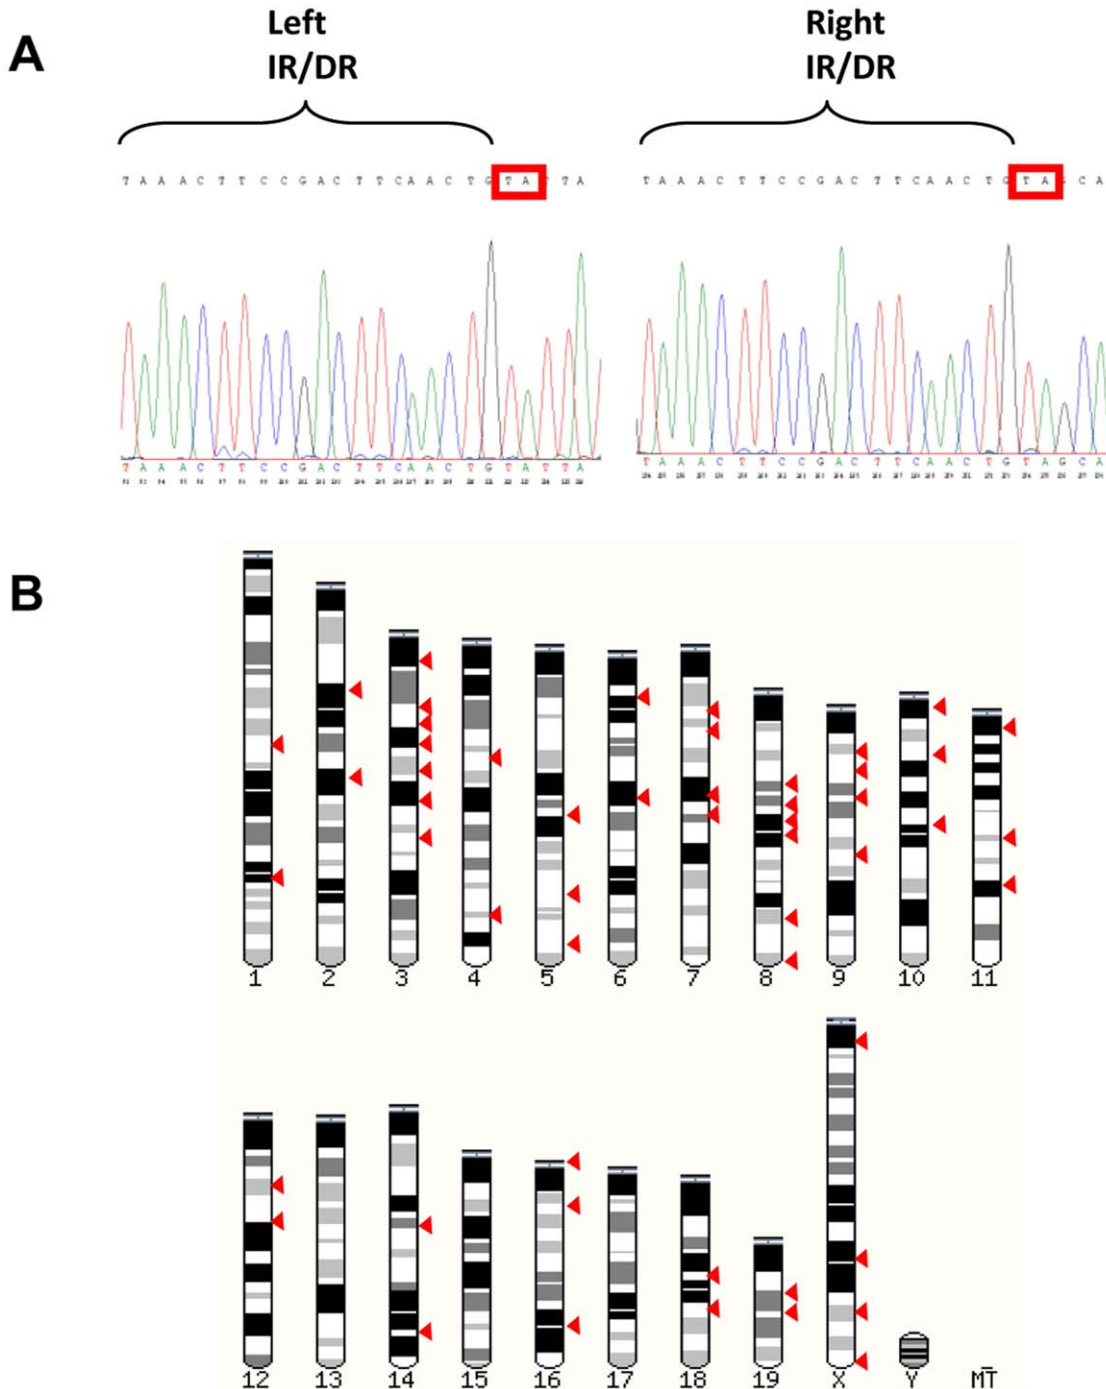 A
Left
IR/DR
Right
IR/DR
T A A A C T T C C G A C T T C A A C T G T A T T A
T A A A C T T C C G A C T T C A A C T G T A G C A
T A A A C T T C C G A C T T C A A C T G T A T T A
T A A A C T T C C G A C T T C A A C T G T A G C A
B
1 2 3 4 5 6 7 8 9 10 11
12 13 14 15 16 17 18 19 X Y MT